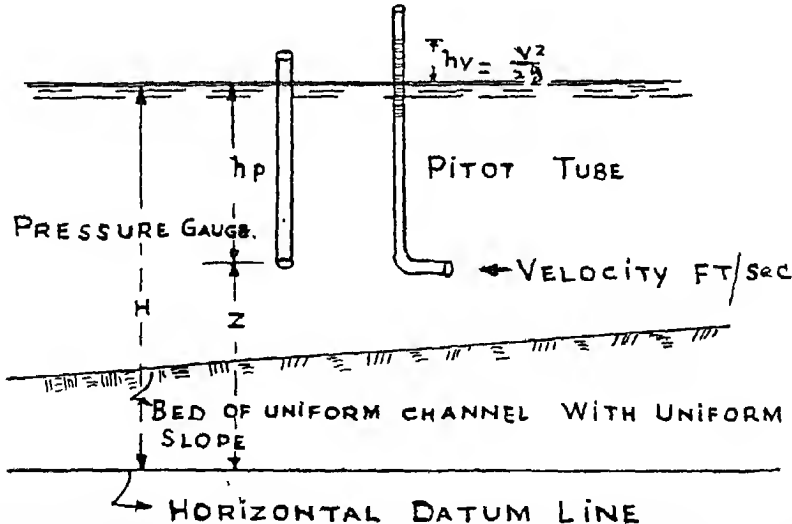 hv = V²/2g
hp
PITOT TUBE
PRESSURE GAUGE.
VELOCITY FT/SEC
H
Z
BED OF UNIFORM CHANNEL WITH UNIFORM
SLOPE
HORIZONTAL DATUM LINE